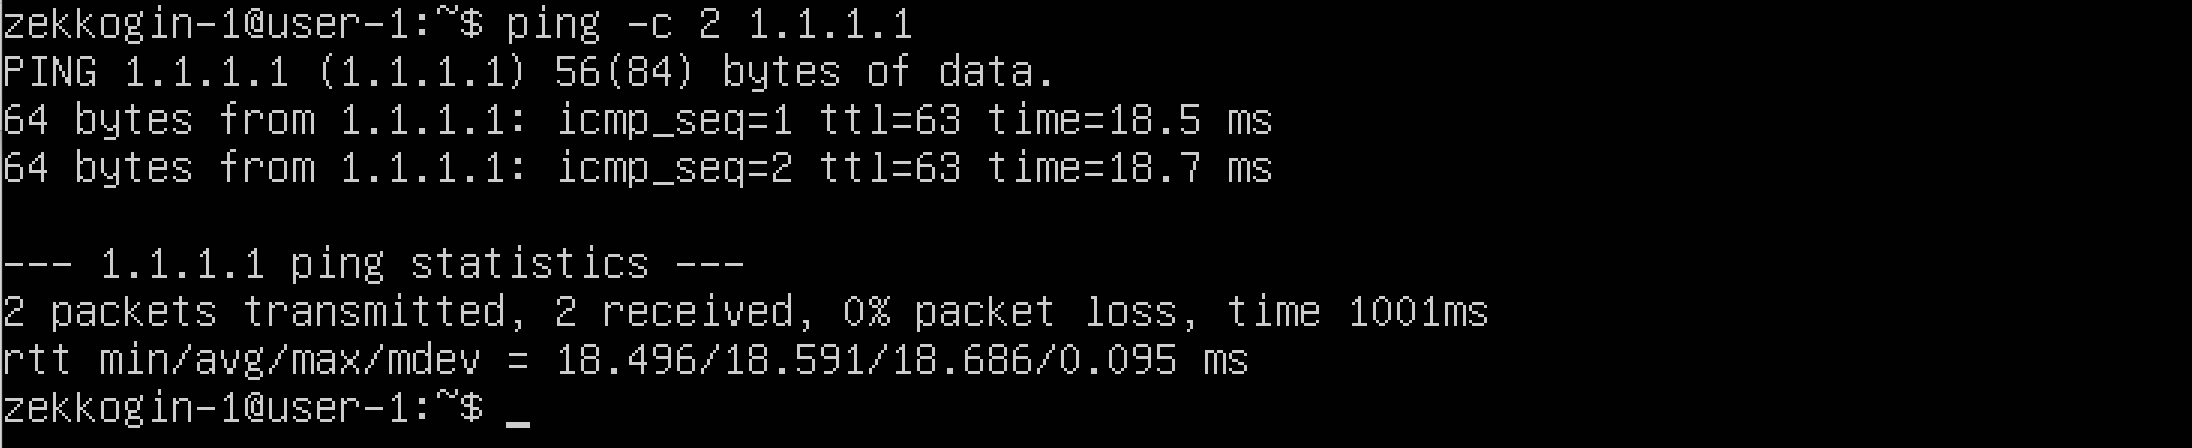 zekkogin-1@user-1:~$ ping -c 2 1.1.1.1
PING 1.1.1.1 (1.1.1.1) 56(84) bytes of data.
64 bytes from 1.1.1.1: icmp_seq=1 ttl=63 time=18.5 ms
64 bytes from 1.1.1.1: icmp_seq=2 ttl=63 time=18.7 ms

--- 1.1.1.1 ping statistics ---
2 packets transmitted, 2 received, 0% packet loss, time 1001ms
rtt min/avg/max/mdev = 18.496/18.591/18.686/0.095 ms
zekkogin-1@user-1:~$ _